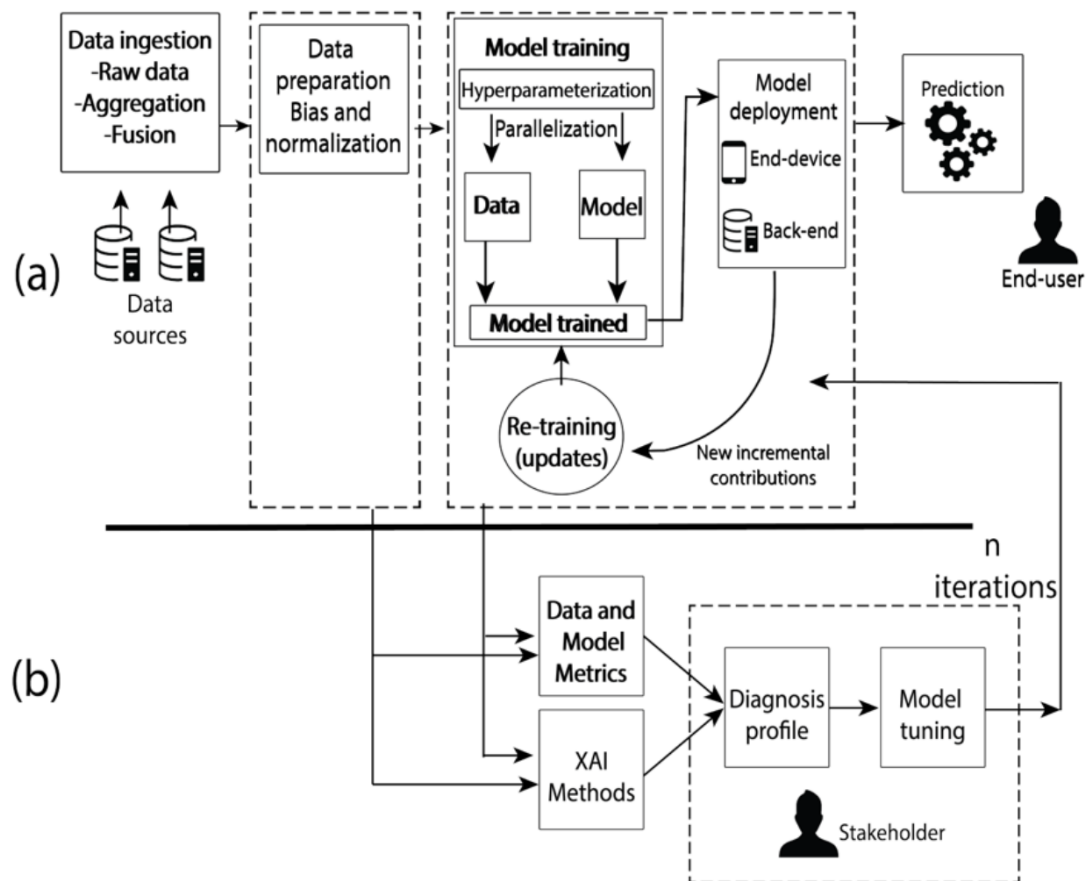 (a)
Data ingestion
-Raw data
-Aggregation
-Fusion
Data
sources
Data
preparation
Bias and
normalization
Model training
Hyperparameterization
Parallelization
Data
Model
Model trained
Re-training
(updates)
Model
deployment
End-device
Back-end
New incremental
contributions
Prediction
End-user
n
iterations
(b)
Data and
Model
Metrics
XAI
Methods
Diagnosis
profile
Model
tuning
Stakeholder